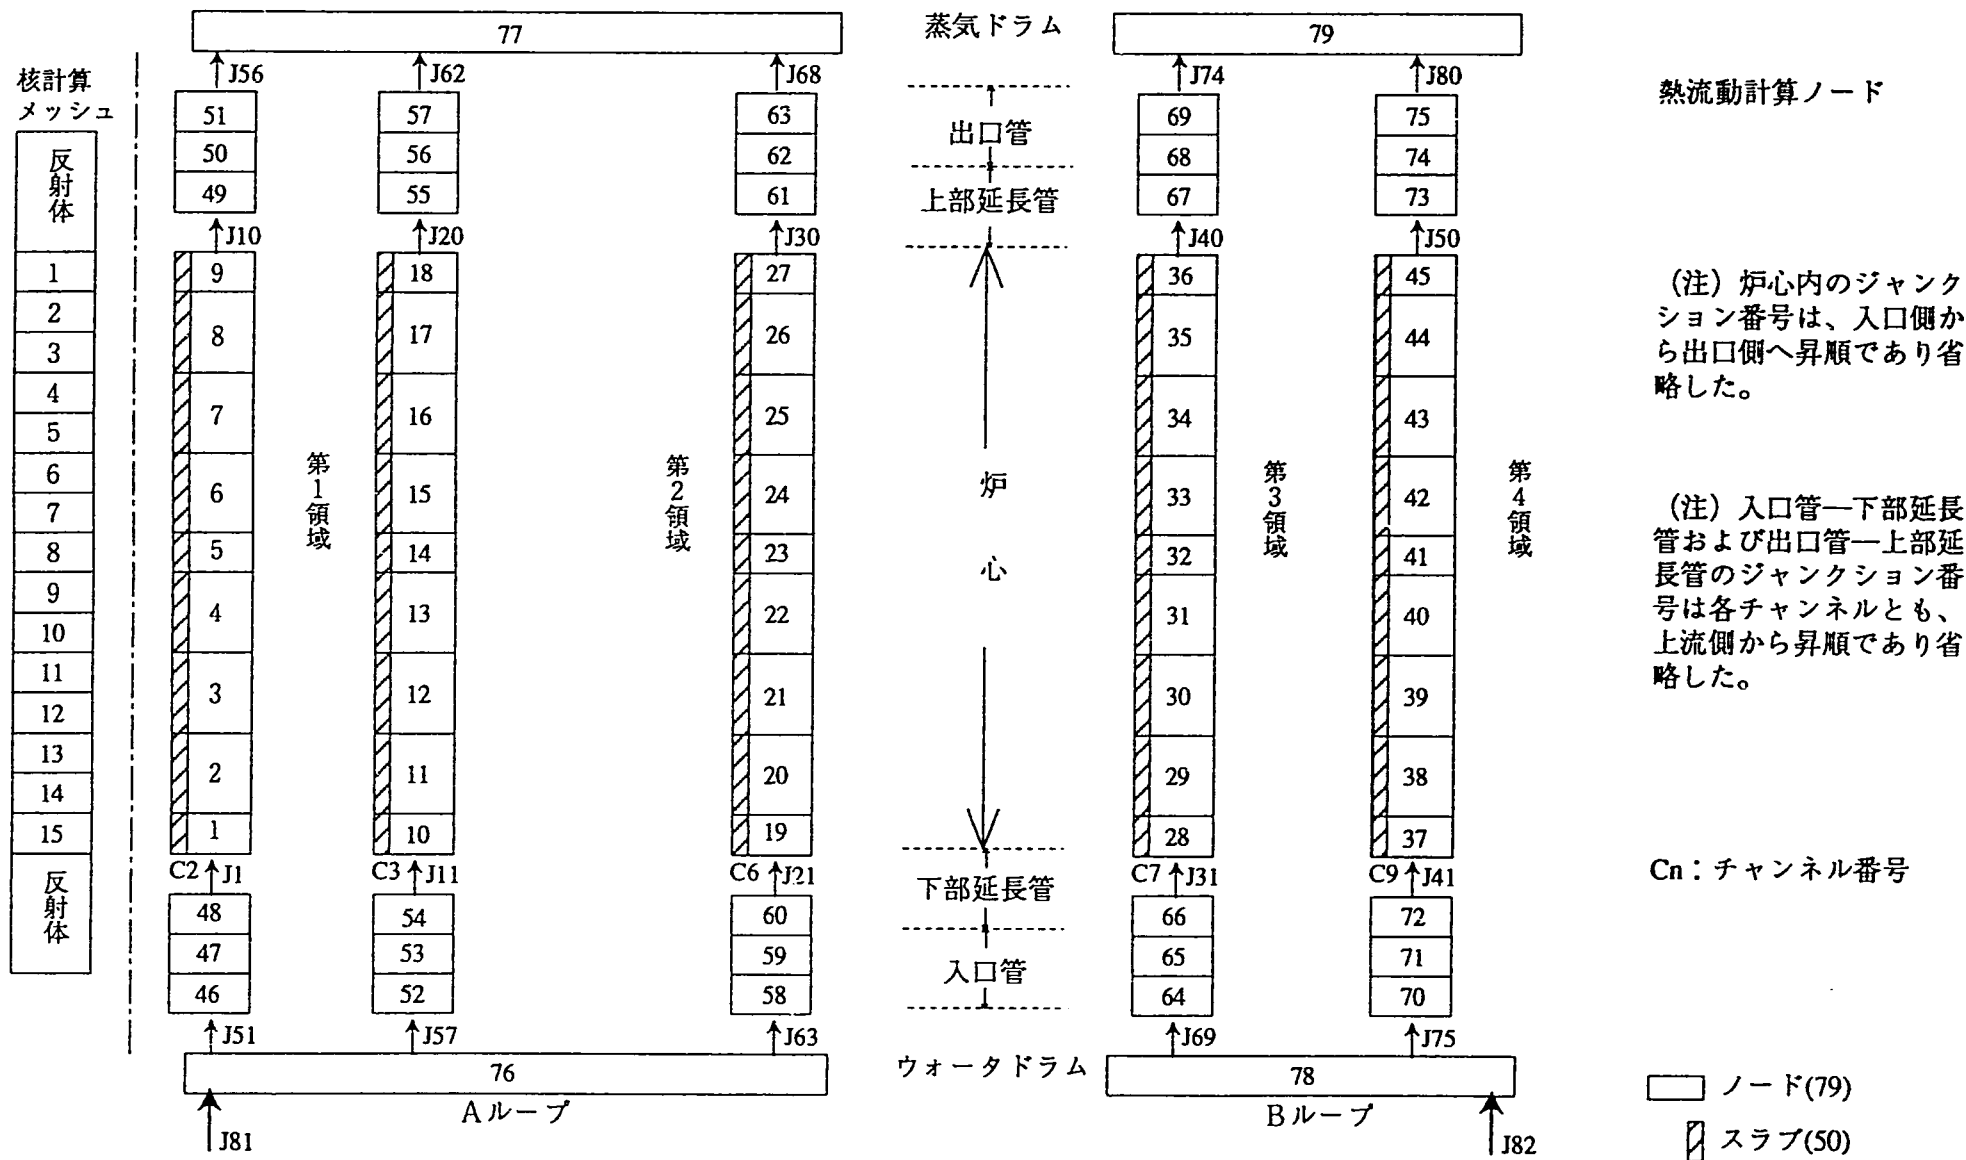 77
蒸気ドラム
79
J56
J62
J68
J74
J80
核計算
メッシュ
熱流動計算ノード
51
57
63
69
75
出口管
50
56
62
68
74
49
55
61
上部延長管
67
73
反射体
J10
J20
J30
J40
J50
1
2
3
4
5
6
7
8
9
10
11
12
13
14
15
反射体
9
8
7
6
5
4
3
2
1
第1領域
18
17
16
15
14
13
12
11
10
第2領域
27
26
25
24
23
22
21
20
19
炉心
36
35
34
33
32
31
30
29
28
第3領域
45
44
43
42
41
40
39
38
37
第4領域
(注)炉心内のジャンク
ション番号は、入口側か
ら出口側へ昇順であり省
略した。
(注)入口管―下部延長
管および出口管―上部延
長管のジャンクション番
号は各チャンネルとも、
上流側から昇順であり省
略した。
C2 J1
C3 J11
C6 J21
C7 J31
C9 J41
Cn：チャンネル番号
下部延長管
48
54
60
66
72
47
53
59
65
71
入口管
46
52
58
64
70
J51
J57
J63
J69
J75
76
ウォータドラム
78
Aループ
Bループ
J81
J82
ノード(79)
スラブ(50)